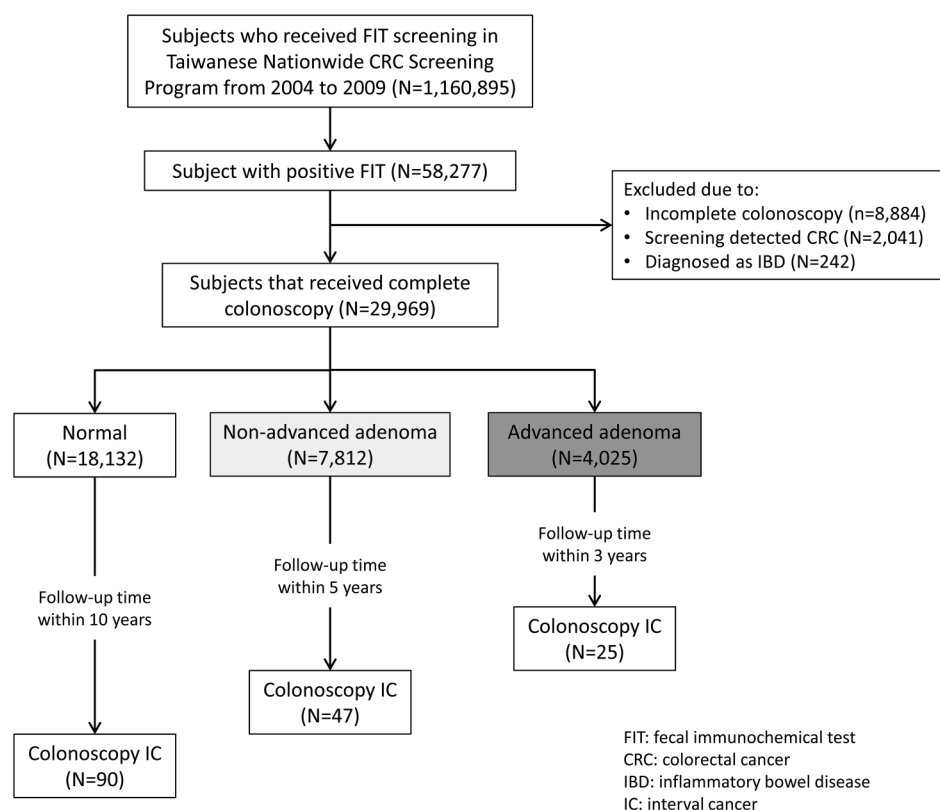 Subjects who received FIT screening in
Taiwanese Nationwide CRC Screening
Program from 2004 to 2009 (N=1,160,895)
Subject with positive FIT (N=58,277)
Excluded due to:
• Incomplete colonoscopy (n=8,884)
• Screening detected CRC (N=2,041)
• Diagnosed as IBD (N=242)
Subjects that received complete
colonoscopy (N=29,969)
Normal
(N=18,132)
Non-advanced adenoma
(N=7,812)
Advanced adenoma
(N=4,025)
Follow-up time
within 10 years
Follow-up time
within 5 years
Follow-up time
within 3 years
Colonoscopy IC
(N=90)
Colonoscopy IC
(N=47)
Colonoscopy IC
(N=25)
FIT: fecal immunochemical test
CRC: colorectal cancer
IBD: inflammatory bowel disease
IC: interval cancer